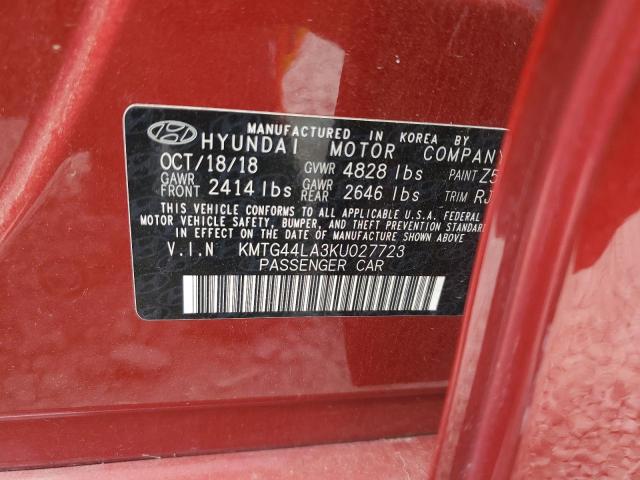 MANUFACTURED IN KOREA BY
HYUNDAI MOTOR COMPANY
OCT/18/18 GVWR 4828 lbs PAINT Z5
GAWR FRONT 2414 lbs GAWR REAR 2646 lbs TRIM RJ
THIS VEHICLE CONFORMS TO ALL APPLICABLE U.S.A. FEDERAL
MOTOR VEHICLE SAFETY, BUMPER, AND THEFT PREVENTION STANDARD
IN EFFECT ON THE DATE OF MANUFACTURE SHOWN ABOVE
V.I.N KMTG44LA3KU027723
PASSENGER CAR